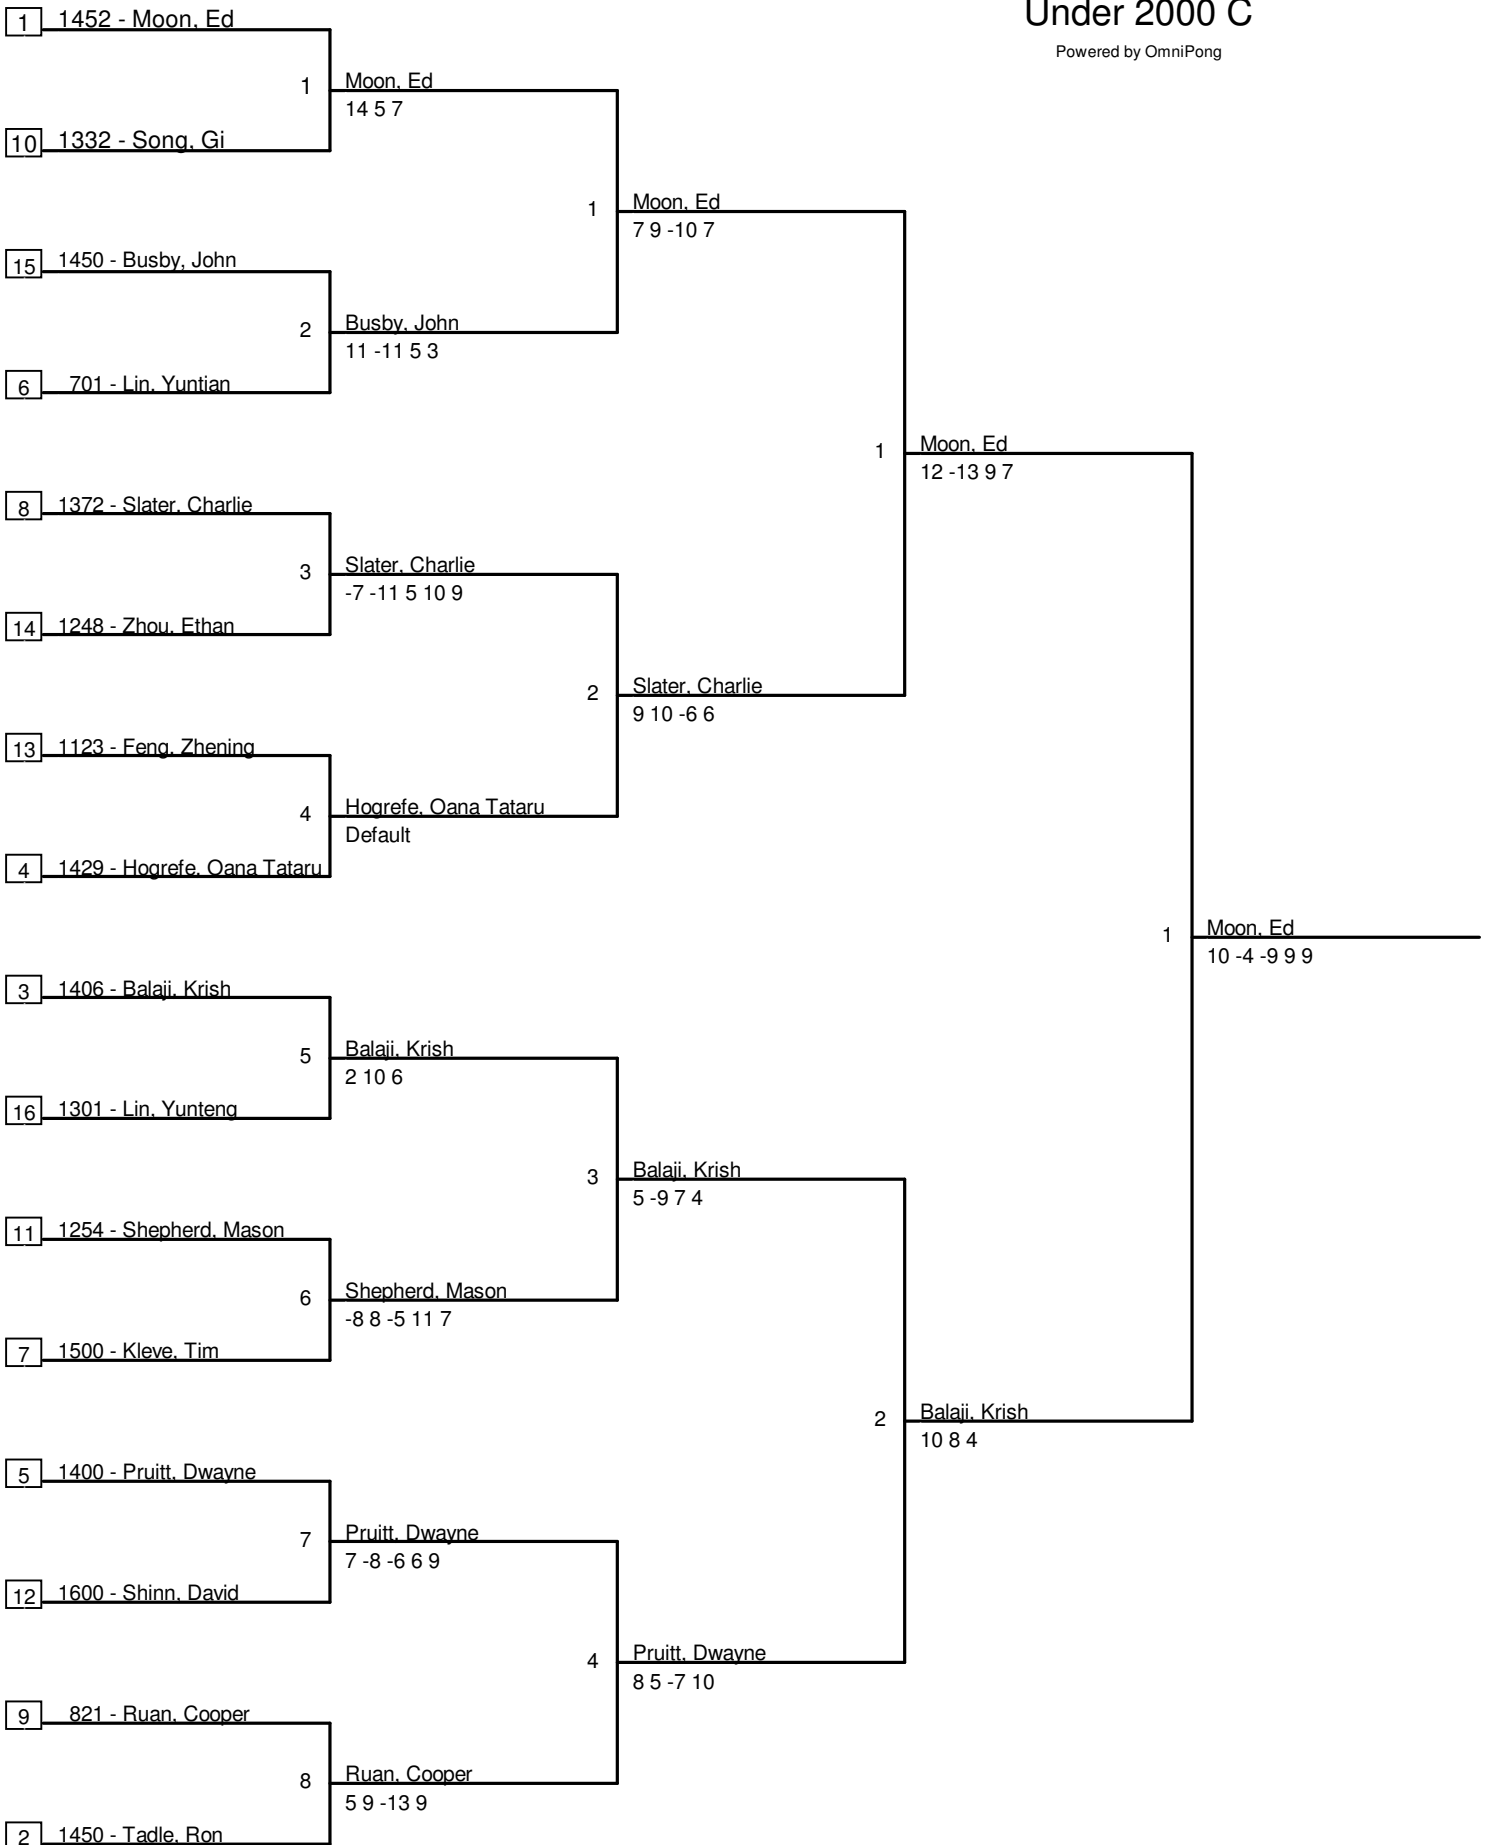 Under 2000 C
Powered by OmniPong
1 1452 - Moon, Ed
1 Moon, Ed
14 5 7
10 1332 - Song, Gi
1 Moon, Ed
7 9 -10 7
15 1450 - Busby, John
2 Busby, John
11 -11 5 3
6 701 - Lin, Yuntian
1 Moon, Ed
12 -13 9 7
8 1372 - Slater, Charlie
3 Slater, Charlie
-7 -11 5 10 9
14 1248 - Zhou, Ethan
2 Slater, Charlie
9 10 -6 6
13 1123 - Feng, Zhening
4 Hogrefe, Oana Tataru
Default
4 1429 - Hogrefe, Oana Tataru
1 Moon, Ed
10 -4 -9 9 9
3 1406 - Balaji, Krish
5 Balaji, Krish
2 10 6
16 1301 - Lin, Yunteng
3 Balaji, Krish
5 -9 7 4
11 1254 - Shepherd, Mason
6 Shepherd, Mason
-8 8 -5 11 7
7 1500 - Kleve, Tim
2 Balaji, Krish
10 8 4
5 1400 - Pruitt, Dwayne
7 Pruitt, Dwayne
7 -8 -6 6 9
12 1600 - Shinn, David
4 Pruitt, Dwayne
8 5 -7 10
9 821 - Ruan, Cooper
8 Ruan, Cooper
5 9 -13 9
2 1450 - Tadle, Ron